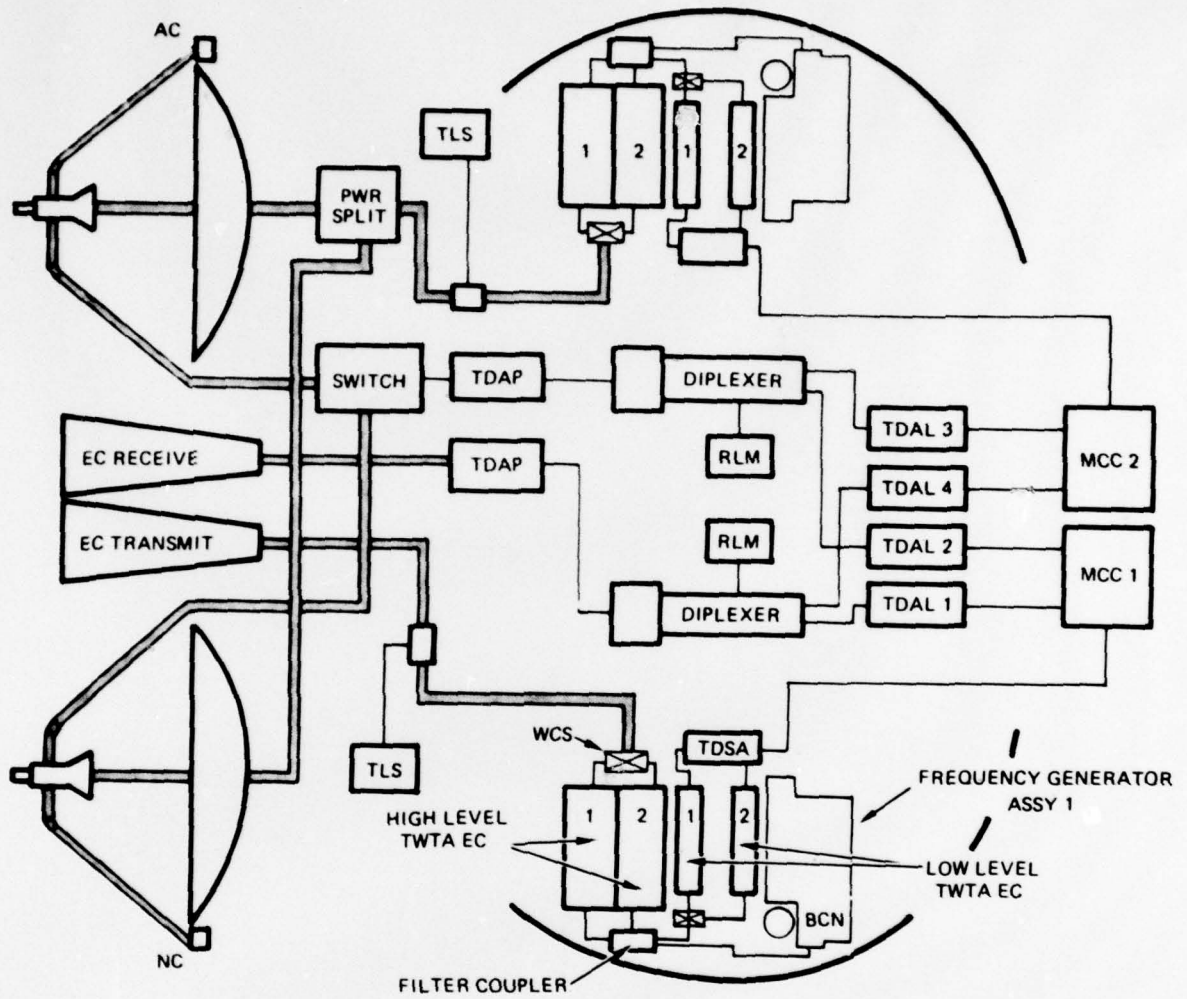 AC
TLS
1
2
1
2
PWR
SPLIT
SWITCH
TDAP
DIPLEXER
TDAL 3
MCC 2
EC RECEIVE
TDAP
RLM
TDAL 4
EC TRANSMIT
RLM
TDAL 2
MCC 1
DIPLEXER
TDAL 1
WCS
TDSA
TLS
FREQUENCY GENERATOR
ASSY 1
HIGH LEVEL
TWTA EC
1
2
1
2
LOW LEVEL
TWTA EC
BCN
NC
FILTER COUPLER